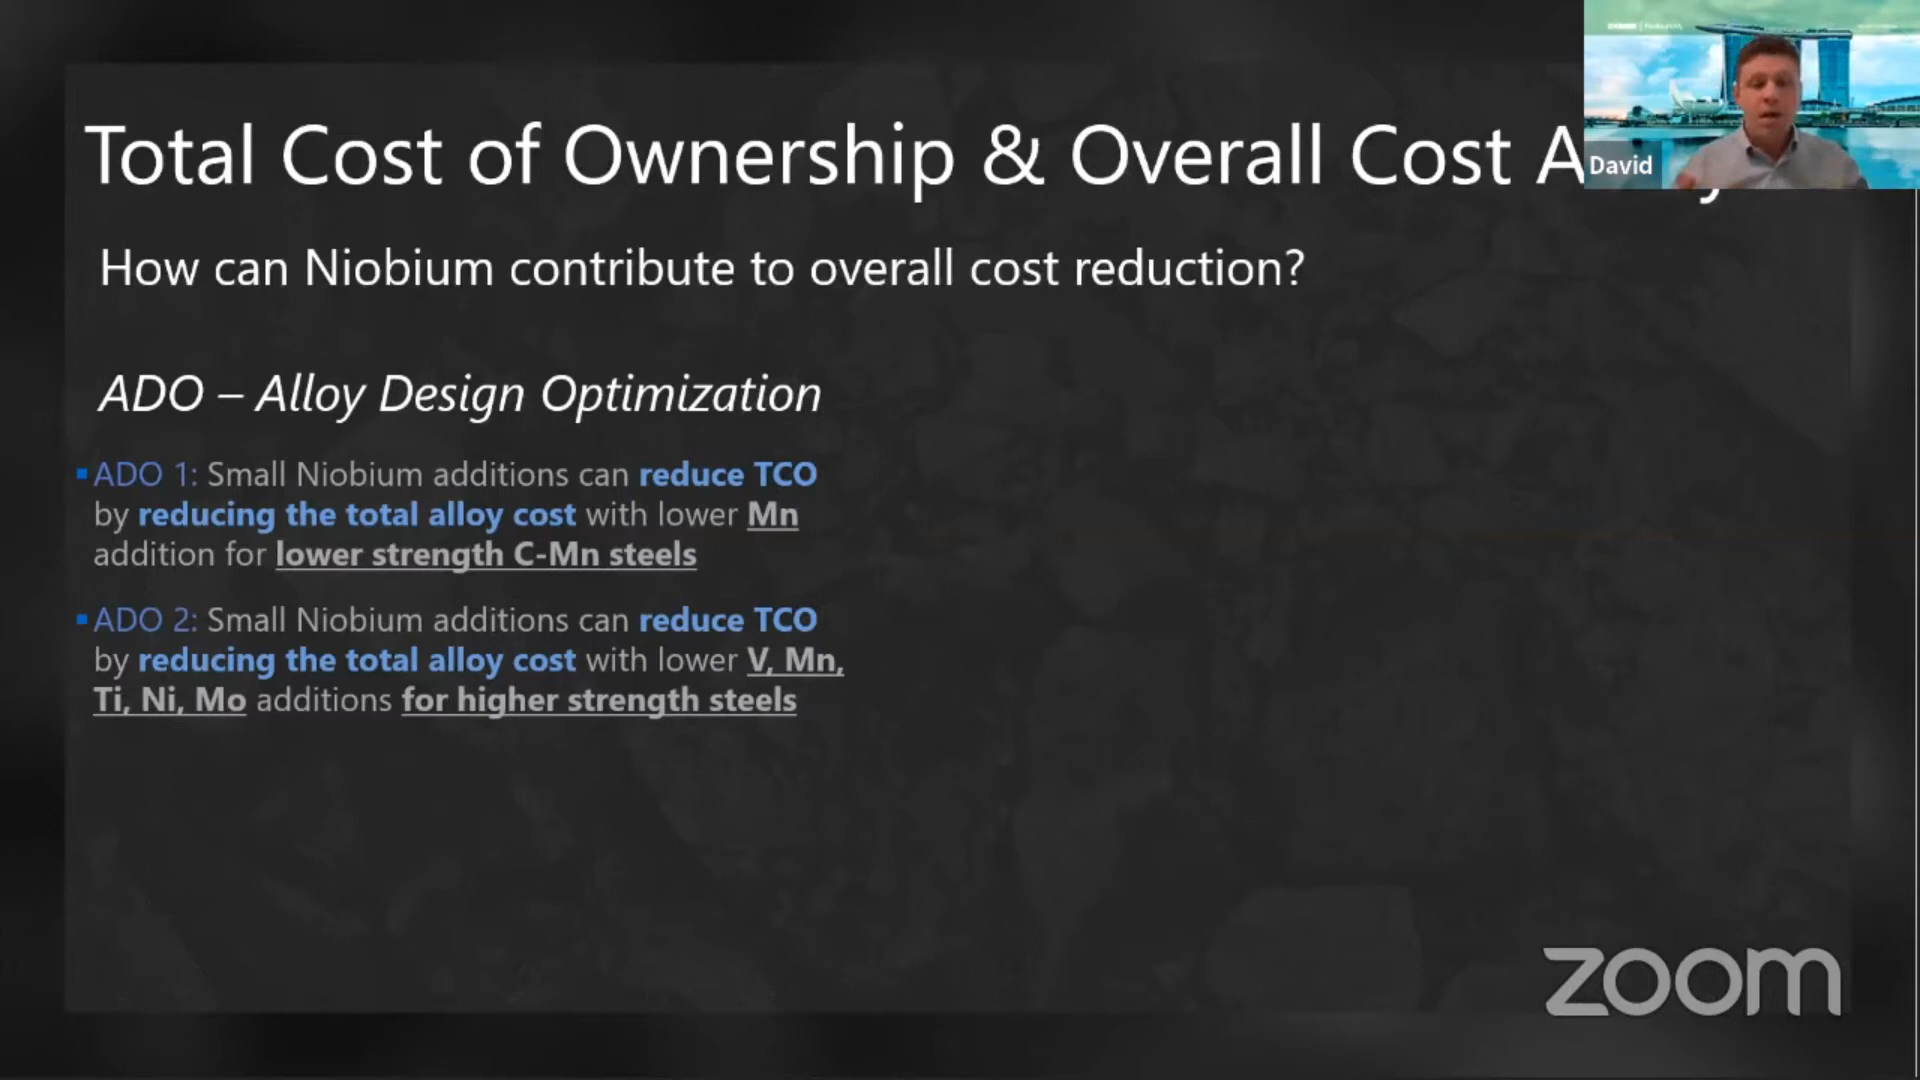 Total Cost of Ownership & Overall Cost
David
How can Niobium contribute to overall cost reduction?
ADO – Alloy Design Optimization
▪ADO 1: Small Niobium additions can reduce TCO
by reducing the total alloy cost with lower Mn
addition for lower strength C-Mn steels
▪ADO 2: Small Niobium additions can reduce TCO
by reducing the total alloy cost with lower V, Mn,
Ti, Ni, Mo additions for higher strength steels
zoom